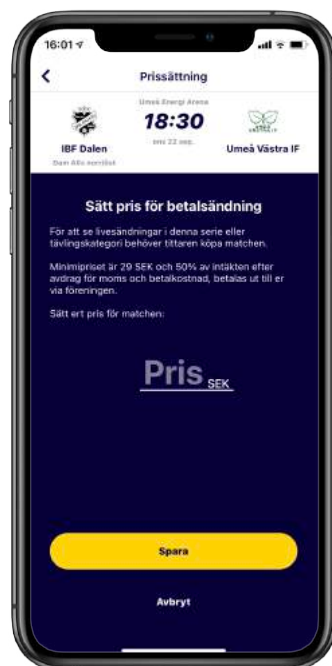 16:01
Prissättning
Umeå Energi Arena
18:30
ons 22 sep.
IBF Dalen
Umeå Västra IF
Sätt pris för betalsändning
För att se livesändningar i denna serie eller
tävlingskategori behöver tittaren köpa matchen.
Minimipriset är 29 SEK och 50% av intäkten efter
avdrag för moms och betalkostnad, betalas ut till er
via föreningen.
Sätt ert pris för matchen:
Pris SEK
Spara
Avbryt